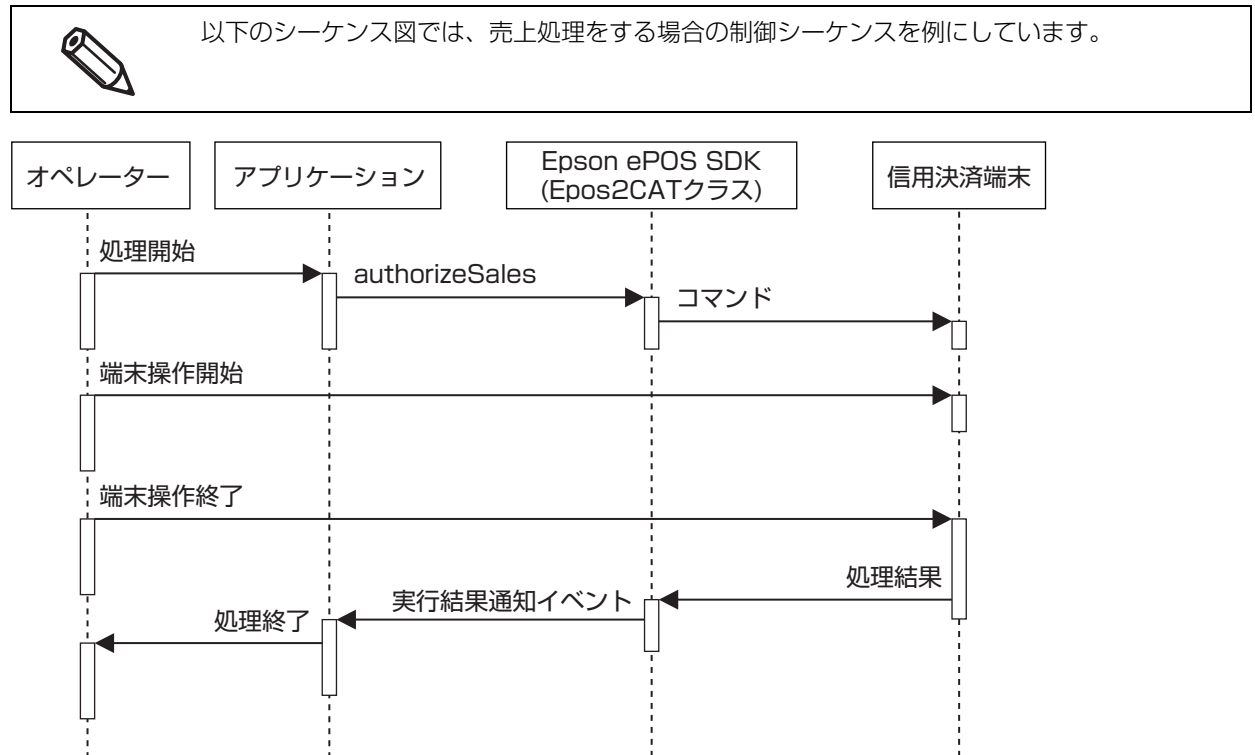 以下のシーケンス図では、売上処理をする場合の制御シーケンスを例にしています。
オペレーター
アプリケーション
Epson ePOS SDK
(Epos2CATクラス)
信用決済端末
処理開始
authorizeSales
コマンド
端末操作開始
端末操作終了
処理結果
実行結果通知イベント
処理終了